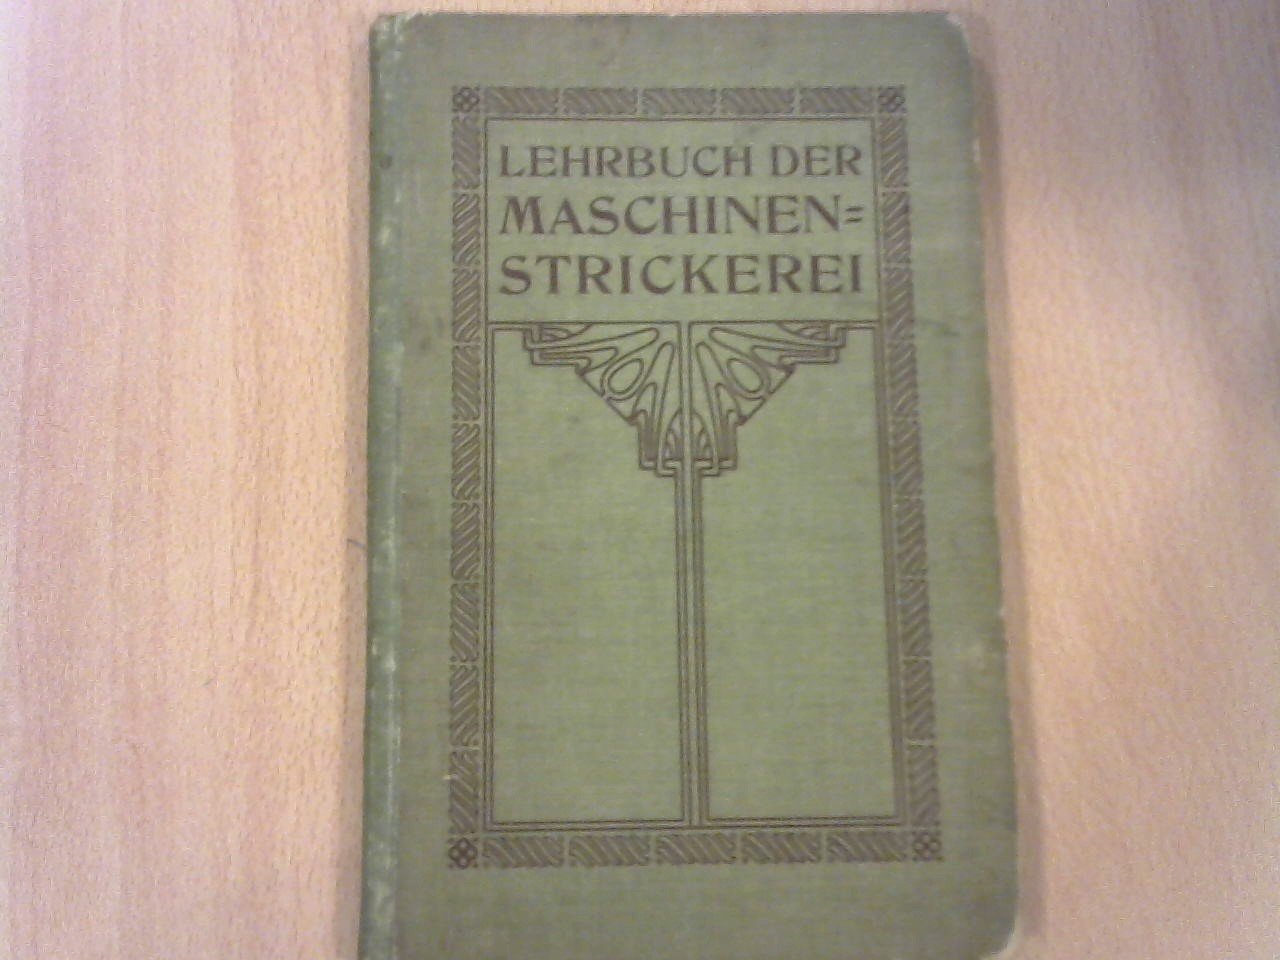 LEHRBUCH DER
MASCHINEN=
STRICKEREI